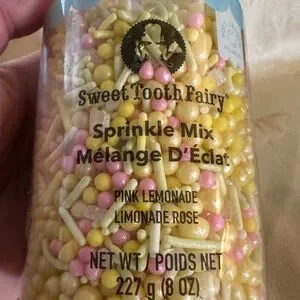 Sweet Tooth Fairy®
Sprinkle Mix
Mélange D'Éclat
PINK LEMONADE
LIMONADE ROSE
NET WT/POIDS NET
227 g (8 OZ)